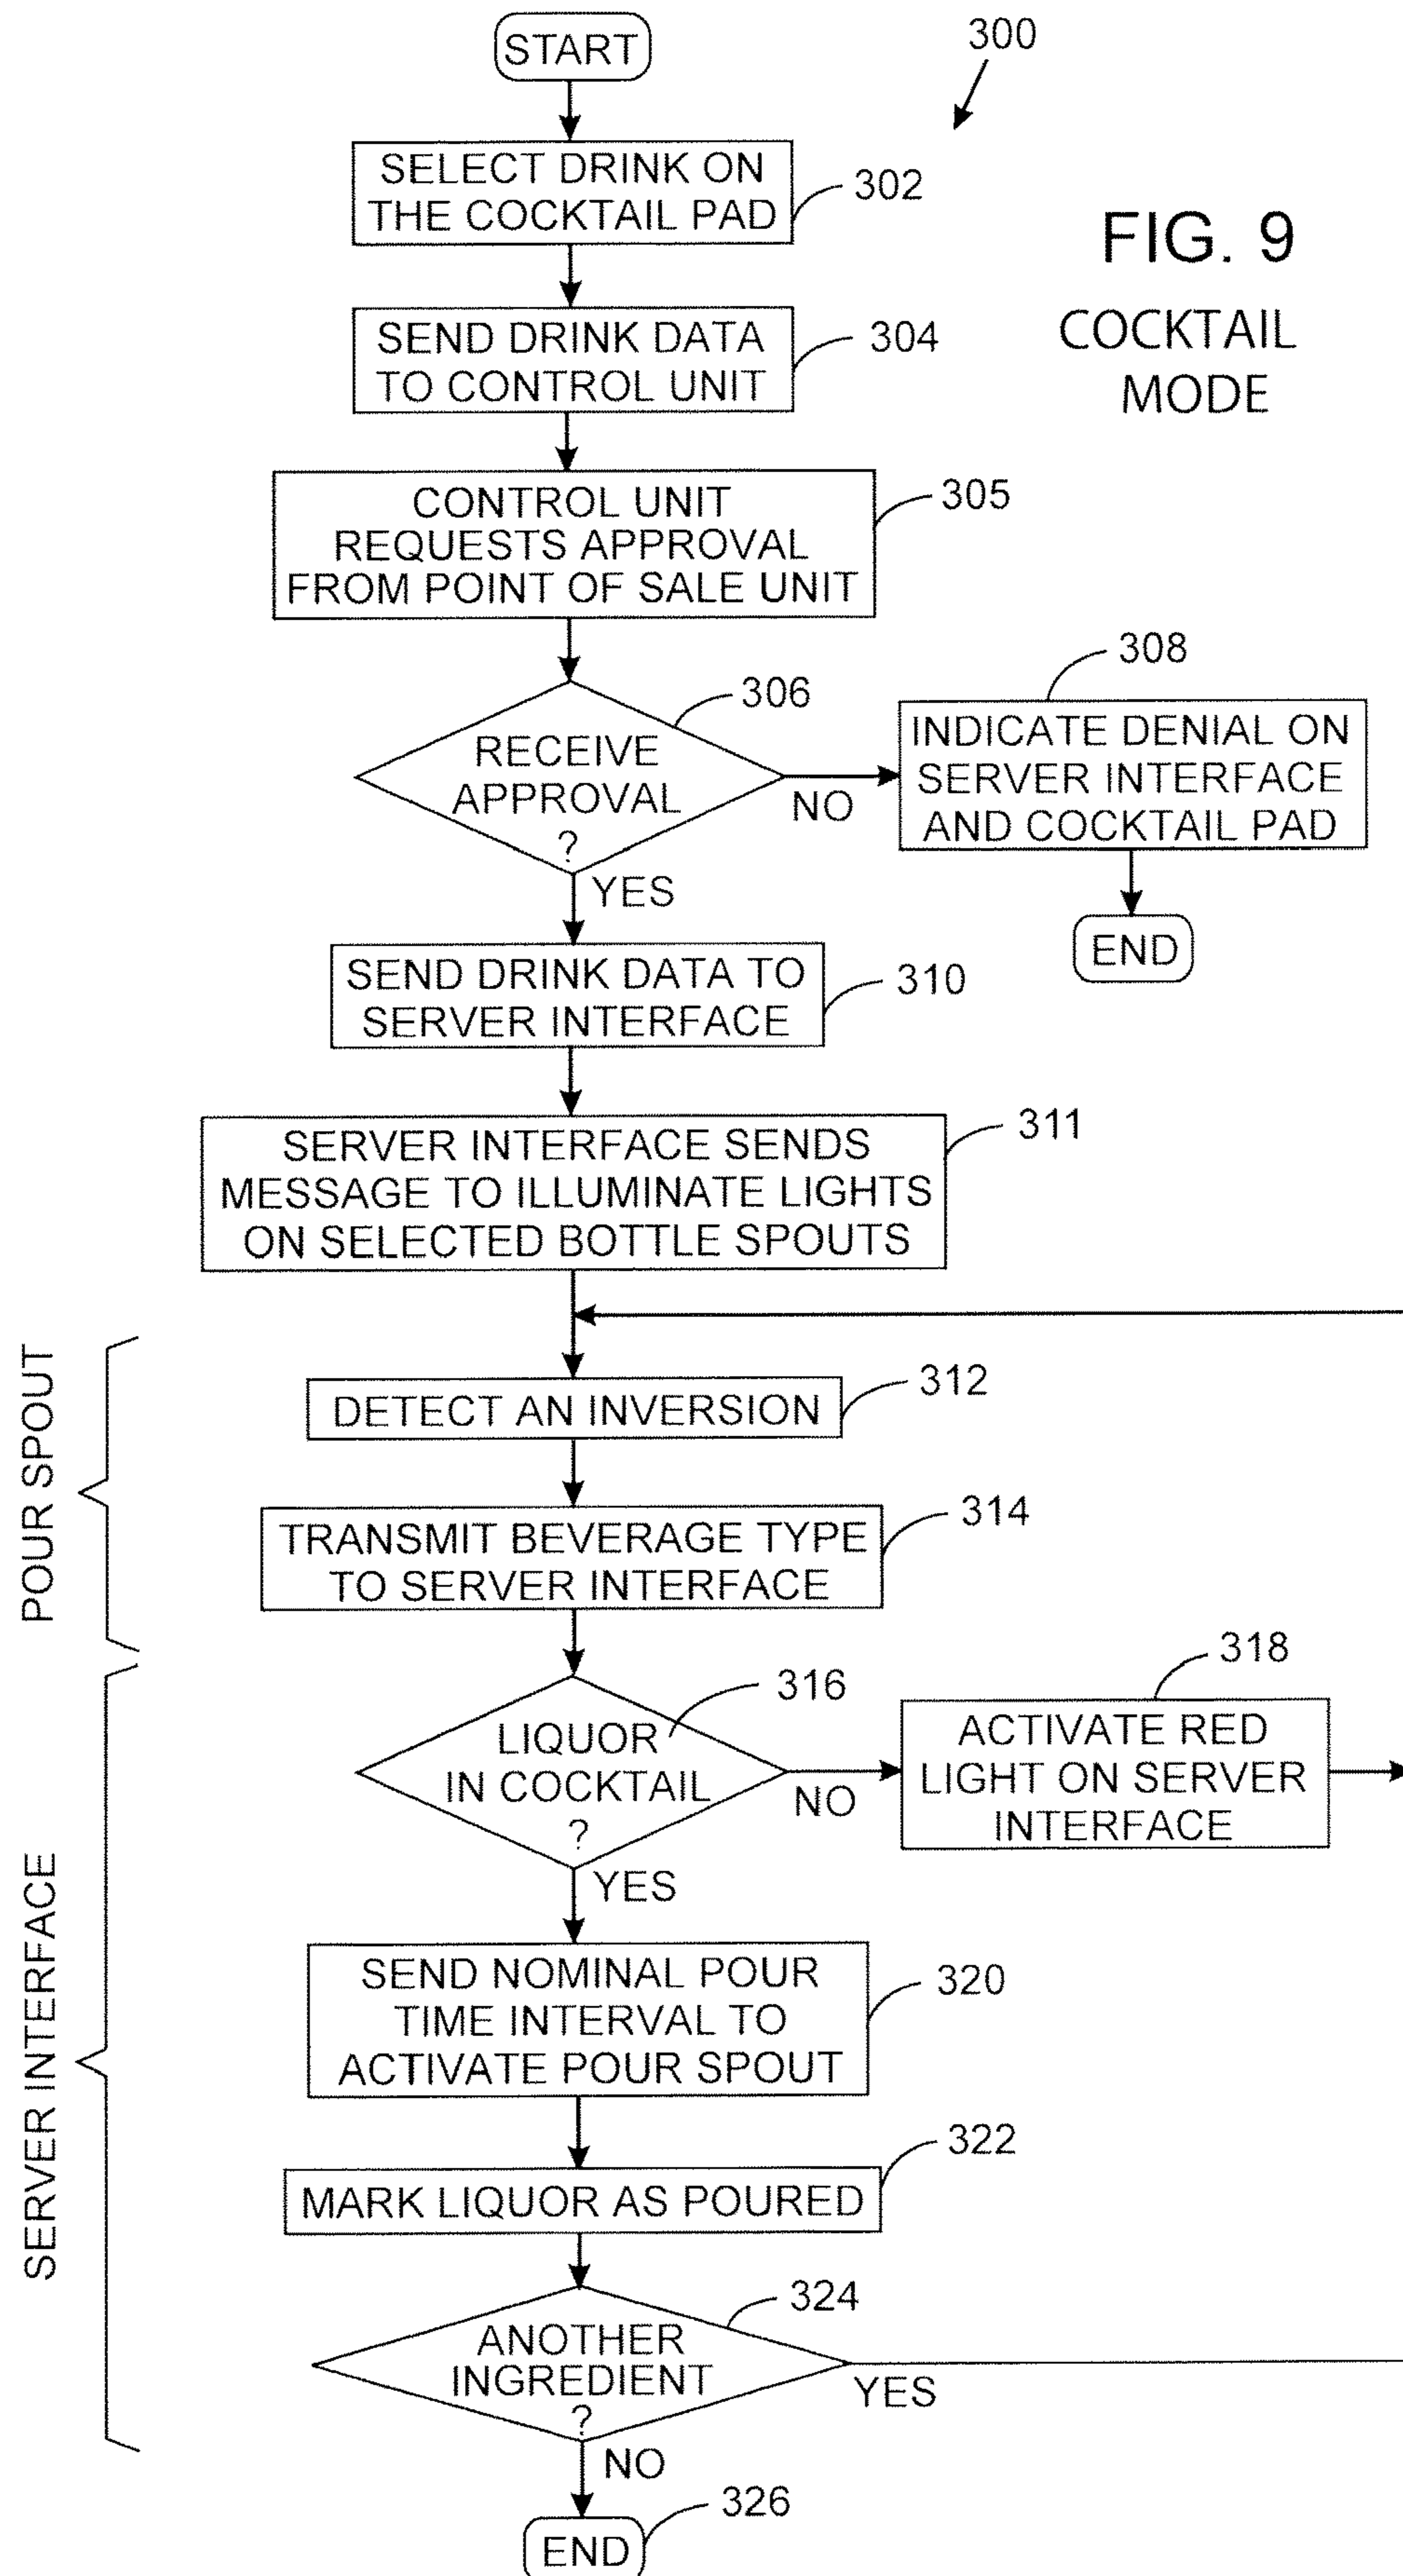 START
300
SELECT DRINK ON
THE COCKTAIL PAD
302
FIG. 9
COCKTAIL
MODE
SEND DRINK DATA
TO CONTROL UNIT
304
CONTROL UNIT
REQUESTS APPROVAL
FROM POINT OF SALE UNIT
305
RECEIVE
APPROVAL
?
306
NO
YES
308
INDICATE DENIAL ON
SERVER INTERFACE
AND COCKTAIL PAD
END
SEND DRINK DATA TO
SERVER INTERFACE
310
SERVER INTERFACE SENDS
MESSAGE TO ILLUMINATE LIGHTS
ON SELECTED BOTTLE SPOUTS
311
POUR SPOUT
DETECT AN INVERSION
312
TRANSMIT BEVERAGE TYPE
TO SERVER INTERFACE
314
SERVER INTERFACE
LIQUOR
IN COCKTAIL
?
316
NO
YES
318
ACTIVATE RED
LIGHT ON SERVER
INTERFACE
SEND NOMINAL POUR
TIME INTERVAL TO
ACTIVATE POUR SPOUT
320
MARK LIQUOR AS POURED
322
ANOTHER
INGREDIENT
?
324
YES
NO
END
326